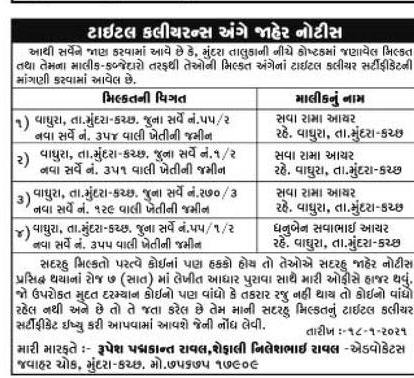 ટાઇટલ કલીયરન્સ અંગે જાહેર નોટીસ
આથી સર્વેને જાણ કરવામાં આવે છે કે, મુંદરા તાલુકાની નીચે કોષ્ટકમાં જણાવેલ મિલ્કત
તથા તેમના માલીક-કબ્જેદારો તરફથી તેઓની મિલ્કત અંગેનાં ટાઇટલ કલીયર સર્ટીફીકેટની
માંગણી કરવામાં આવેલ છે.
મિલ્કતની વિગત માલીકનું નામ
૧) વાઘુરા, તા.મુંદરા-કચ્છ. જુના સર્વે નં.૫૫/૨ સવા રામા આયર
નવા સર્વે નં. ૩૫૪ વાલી ખેતીની જમીન રહે. વાઘુરા, તા.મુંદરા-કચ્છ
૨) વાઘુરા, તા.મુંદરા-કચ્છ. જુના સર્વે નં.૧/૨ સવા રામા આયર
નવા સર્વે નં. ૩૫૧ વાલી ખેતીની જમીન રહે. વાઘુરા, તા.મુંદરા-કચ્છ
૩) વાઘુરા, તા.મુંદરા-કચ્છ. જુના સર્વે નં.૨૭૦/૩ સવા રામા આયર
નવા સર્વે નં. ૧૨૯ વાલી ખેતીની જમીન રહે. વાઘુરા, તા.મુંદરા-કચ્છ
૪) વાઘુરા, તા.મુંદરા-કચ્છ. જુના સર્વે નં.૫૫/૧/૨ ધનુબેન સવાભાઈ આયર
નવા સર્વે નં. ૩૫૫ વાલી ખેતીની જમીન રહે. વાઘુરા, તા.મુંદરા-કચ્છ
સદરહુ મિલ્કતો પરત્વે કોઈનાં પણ હકકો હોય તો તેઓએ સદરહુ જાહેર નોટીસ
પ્રસિદ્ધ થયાનાં રોજ ૭ (સાત) માં લેખીત આધાર પુરાવા સાથે મારી ઓફીસે હાજર થવું.
જો ઉપરોકત મુદત દરમ્યાન કોઈનો પણ વાંધો કે તકરાર રજુ નહી થાય તો કોઈનો વાંધો
રહેલ નથી અને છે તો તે જતા કરેલ છે તેમ માની સદરહુ મિલ્કતનું ટાઇટલ કલીયર
સર્ટીફીકેટ ઇષ્યુ કરી આપવામાં આવશે જેની નોંધ લેવી. તારીખ :-૧૮-૧-૨૦૨૧
મારી મારફતે :- રૂપેશ પદ્મકાન્ત રાવલ,શેફાલી નિલેશભાઈ રાવલ -એડવોકેટસ
જવાહર ચોક, મુંદરા-કચ્છ. મો.૭૫૬૭૫ ૧૭૯૦૯